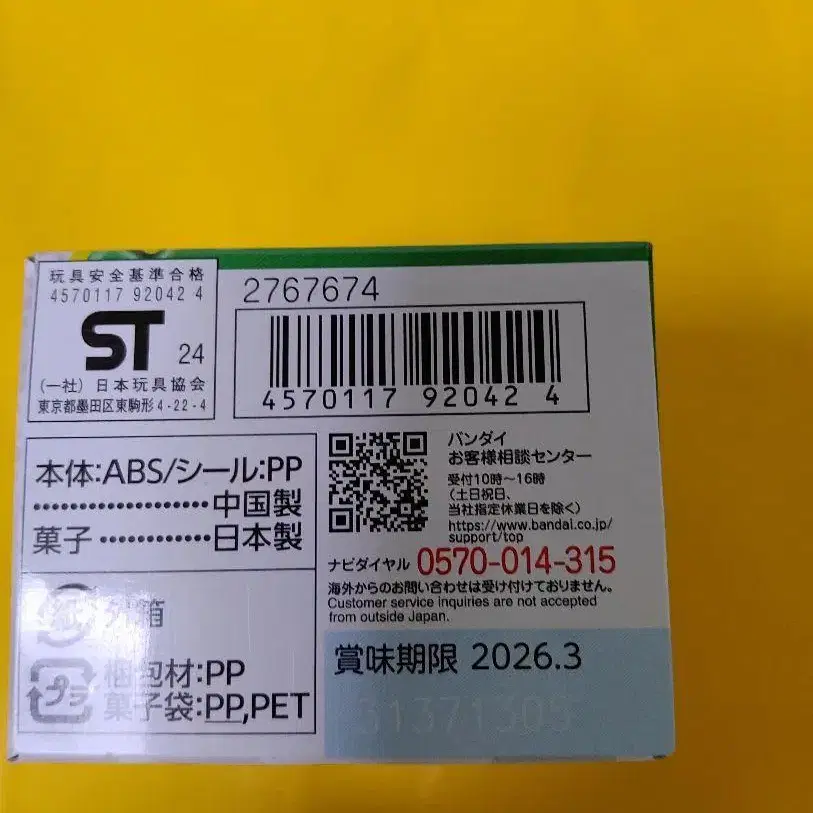 玩具安全基準合格
4570117 92042 4
ST 24
(一社) 日本玩具協会
東京都墨田区東駒形4-22-4
2767674
4570117 92042 4
本体:ABS/シール:PP
····················中国製
菓子············日本製
外箱
梱包材:PP
菓子袋:PP,PET
プラ
バンダイ
お客様相談センター
受付10時〜16時
(土日祝日、
当社指定休業日を除く)
https://www.bandai.co.jp/
support/top
ナビダイヤル 0570-014-315
海外からのお問い合わせは受け付けておりません。
Customer service inquiries are not accepted
from outside Japan.
賞味期限 2026.3